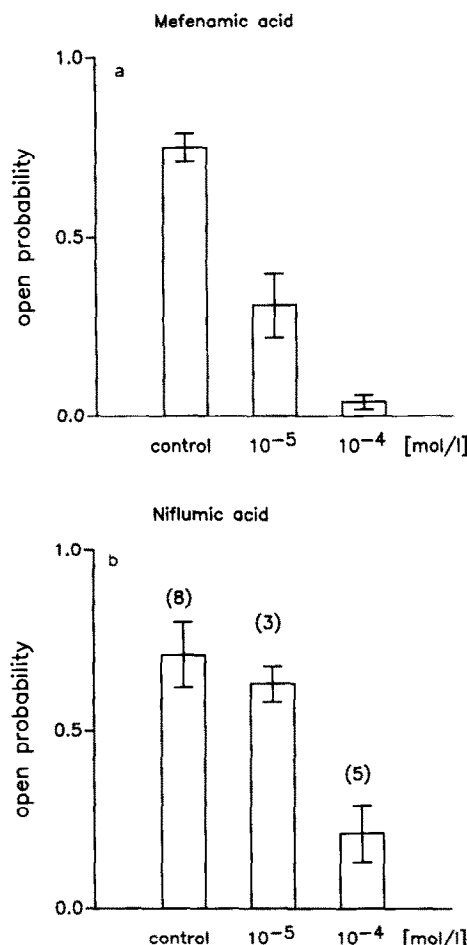 Mefenamic acid
a
1.0
0.5
0.0
open probability
control 10⁻⁵ 10⁻⁴ [mol/l]
Niflumic acid
b
1.0
0.5
0.0
open probability
(8)
(3)
(5)
control 10⁻⁵ 10⁻⁴ [mol/l]